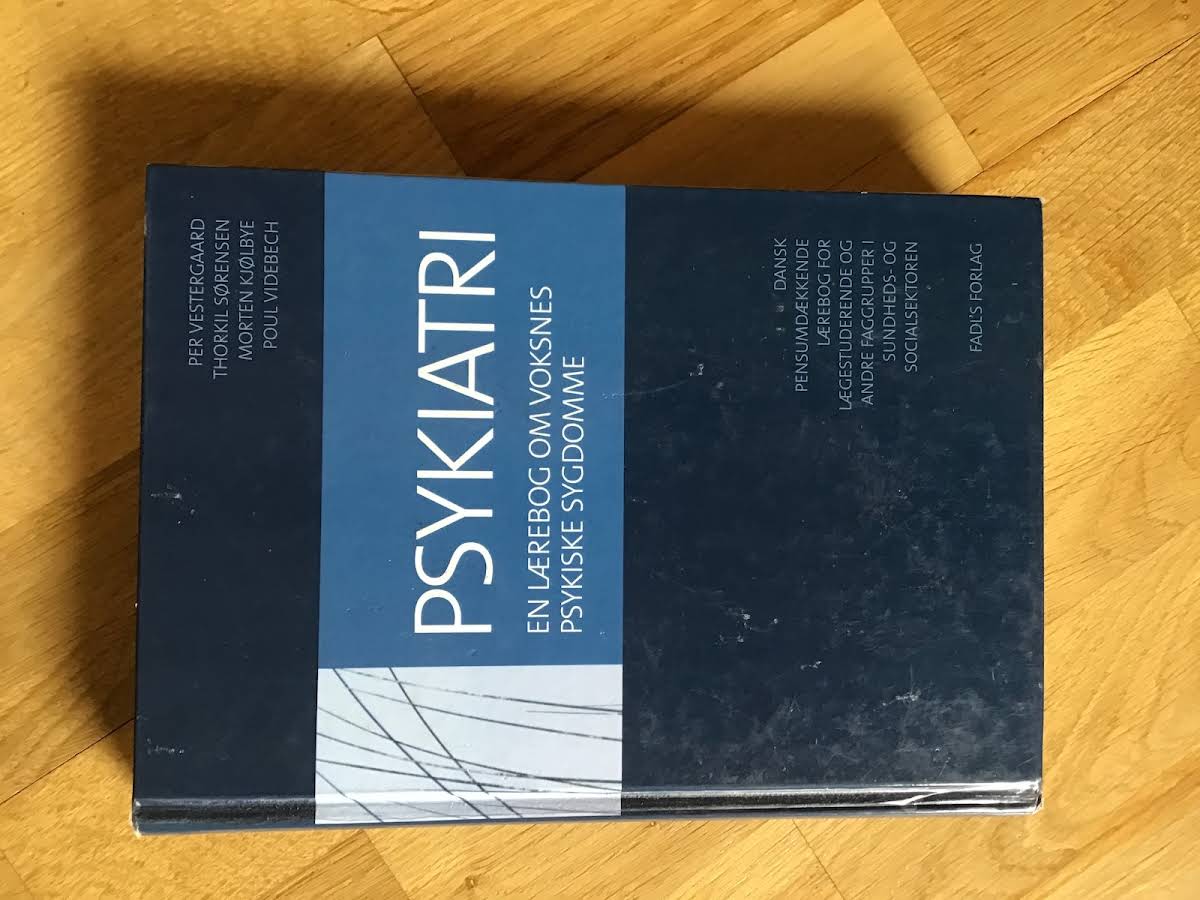 PER VESTERGAARD
THORKIL SØRENSEN
MORTEN KJØLBYE
POUL VIDEBECH
PSYKIATRI
EN LÆREBOG OM VOKSNES
PSYKISKE SYGDOMME
DANSK
PENSUMDÆKKENDE
LÆREBOG FOR
LÆGESTUDERENDE OG
ANDRE FAGGRUPPER I
SUNDHEDS- OG
SOCIALSEKTOREN
FADL'S FORLAG